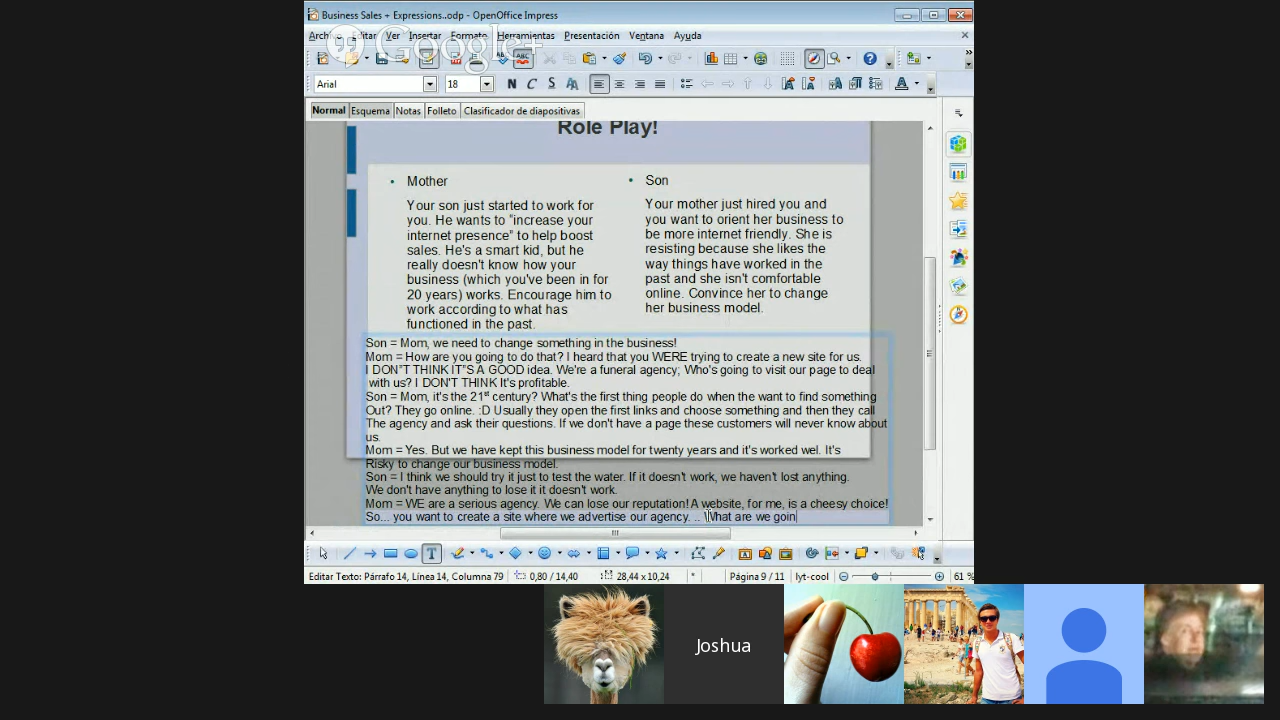 Business Sales + Expressions..odp - OpenOffice Impress
Archivo Editar Ver Insertar Formato Herramientas Presentación Ventana Ayuda
Google+
Arial 18 N C S
Normal Esquema Notas Folleto Clasificador de diapositivas
Role Play!
• Mother
Your son just started to work for
you. He wants to “increase your
internet presence” to help boost
sales. He's a smart kid, but he
really doesn't know how your
business (which you've been in for
20 years) works. Encourage him to
work according to what has
functioned in the past.
• Son
Your mother just hired you and
you want to orient her business to
be more internet friendly. She is
resisting because she likes the
way things have worked in the
past and she isn't comfortable
online. Convince her to change
her business model.
Son = Mom, we need to change something in the business!
Mom = How are you going to do that? I heard that you WERE trying to create a new site for us.
I DON"T THINK IT"S A GOOD idea. We're a funeral agency; Who's going to visit our page to deal
with us? I DON'T THINK It's profitable.
Son = Mom, it's the 21st century? What's the first thing people do when the want to find something
Out? They go online. :D Usually they open the first links and choose something and then they call
The agency and ask their questions. If we don't have a page these customers will never know about
us.
Mom = Yes. But we have kept this business model for twenty years and it's worked wel. It's
Risky to change our business model.
Son = I think we should try it just to test the water. If it doesn't work, we haven't lost anything.
We don't have anything to lose it it doesn't work.
Mom = WE are a serious agency. We can lose our reputation! A website, for me, is a cheesy choice!
So... you want to create a site where we advertise our agency. .. What are we goin
Editar Texto: Párrafo 14, Línea 14, Columna 79 0,80 / 14,40 28,44 x 10,24 * Página 9 / 11 lyt-cool 61 %
Joshua